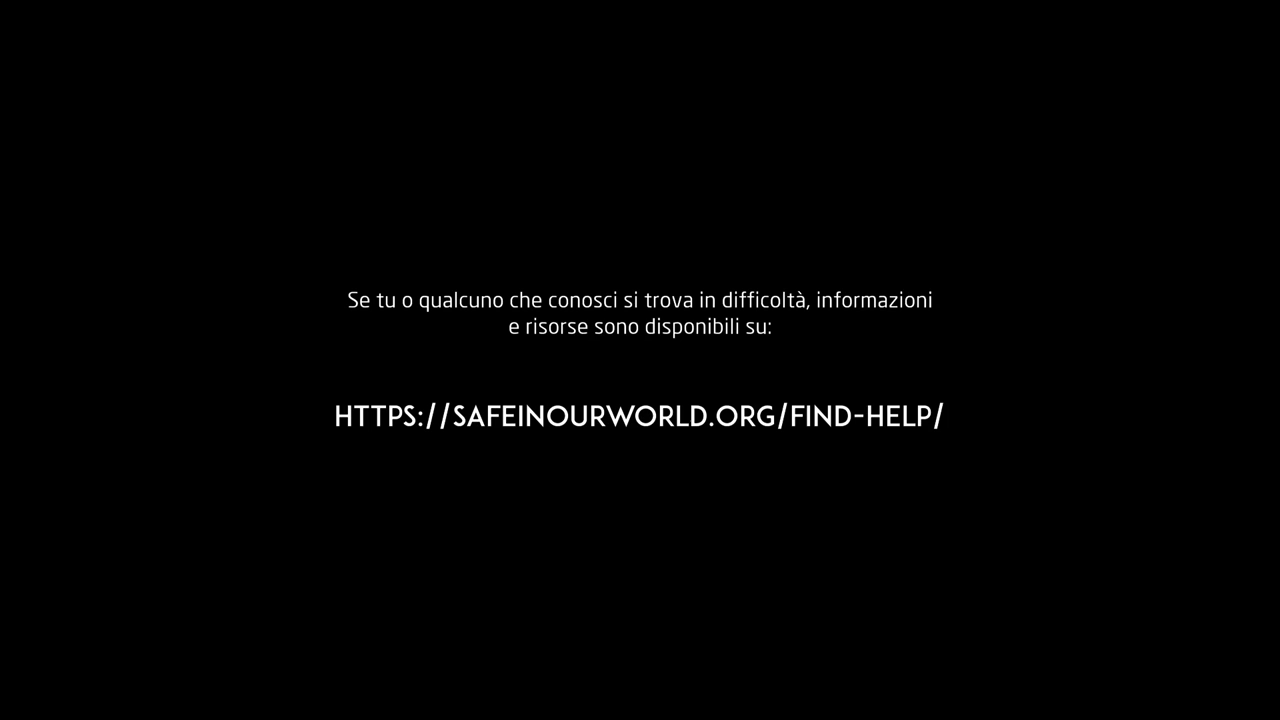 Se tu o qualcuno che conosci si trova in difficoltà, informazioni
e risorse sono disponibili su:
HTTPS://SAFEINOURWORLD.ORG/FIND-HELP/